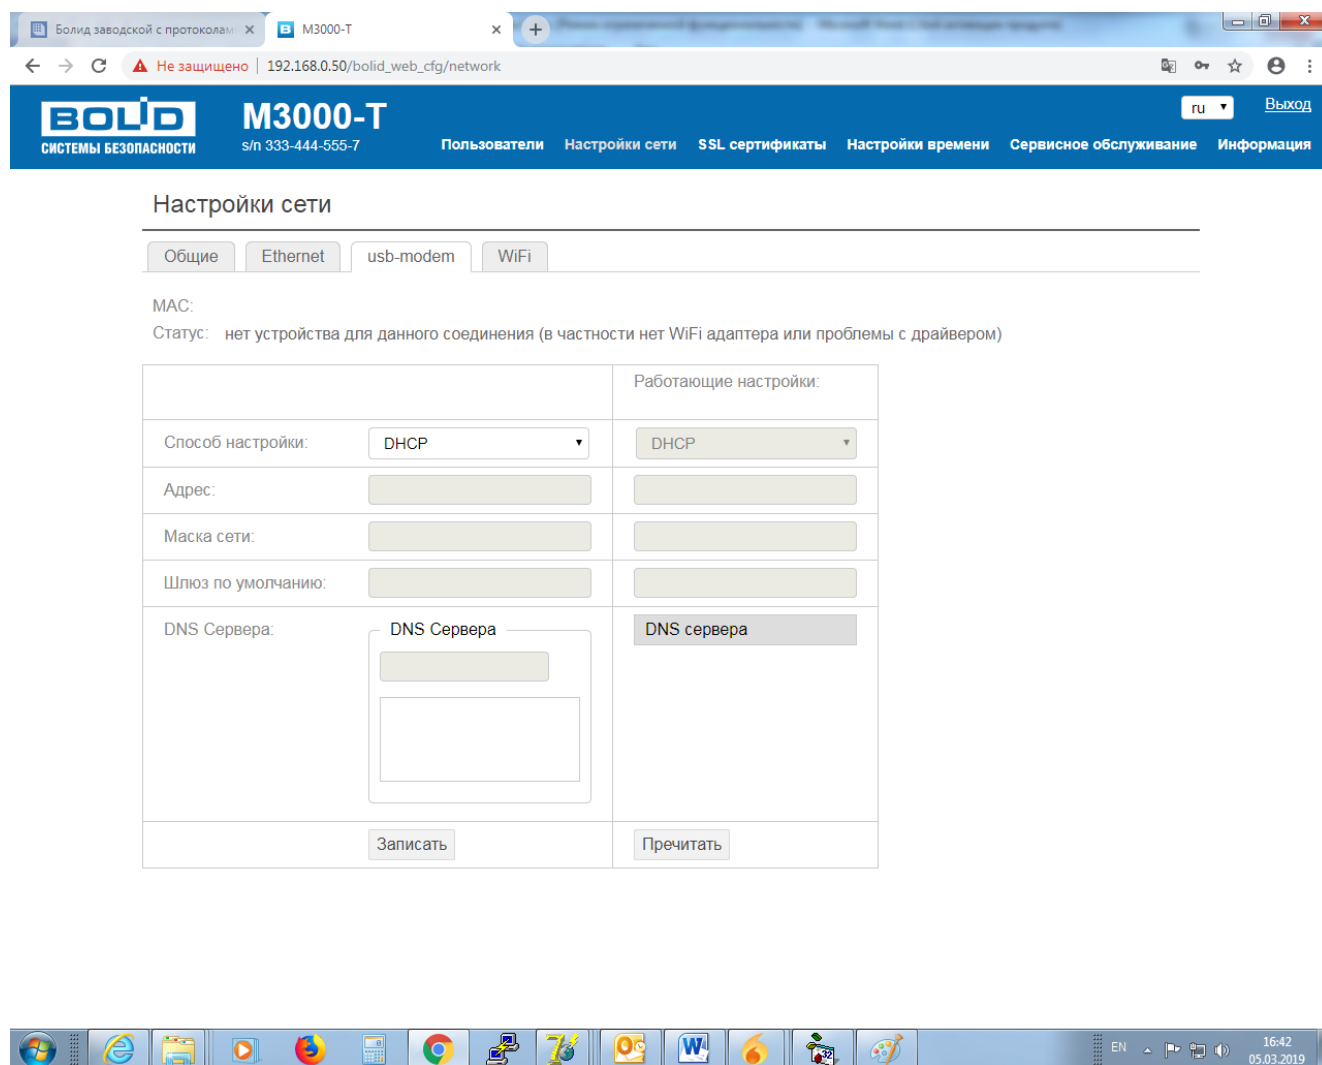 Болид заводской с протоколам
M3000-T
Не защищено 192.168.0.50/bolid_web_cfg/network
BOLID
СИСТЕМЫ БЕЗОПАСНОСТИ
M3000-T
s/n 333-444-555-7
ru
Выход
Пользователи Настройки сети SSL сертификаты Настройки времени Сервисное обслуживание Информация
Настройки сети
Общие Ethernet usb-modem WiFi
MAC:
Статус: нет устройства для данного соединения (в частности нет WiFi адаптера или проблемы с драйвером)
Работающие настройки:
Способ настройки: DHCP DHCP
Адрес:
Маска сети:
Шлюз по умолчанию:
DNS Сервера: DNS Сервера DNS сервера
Записать Пречитать
EN
16:42
05.03.2019